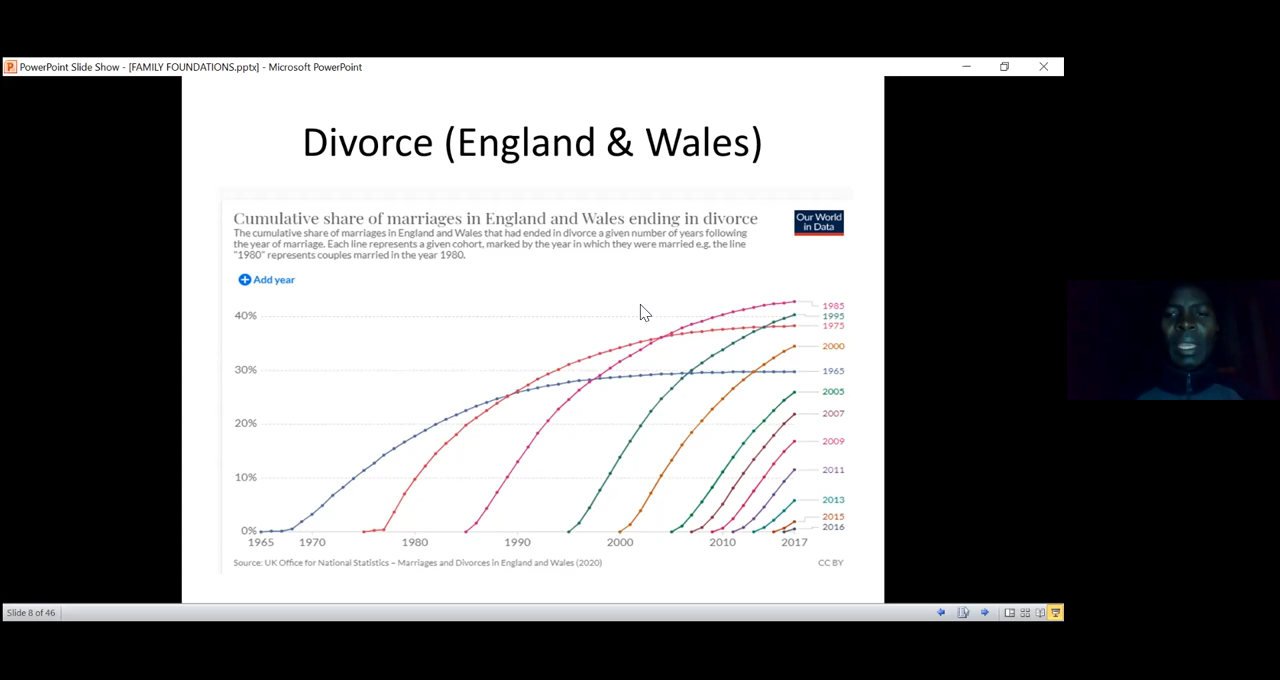 PowerPoint Slide Show - [FAMILY FOUNDATIONS.pptx] - Microsoft PowerPoint
Divorce (England & Wales)
Cumulative share of marriages in England and Wales ending in divorce
Our World
in Data
The cumulative share of marriages in England and Wales that had ended in divorce a given number of years following
the year of marriage. Each line represents a given cohort, marked by the year in which they were married e.g. the line
"1980" represents couples married in the year 1980.
Add year
40%
30%
20%
10%
0%
1985
1995
1975
2000
1965
2005
2007
2009
2011
2013
2015
2016
1965 1970 1980 1990 2000 2010 2017
Source: UK Office for National Statistics – Marriages and Divorces in England and Wales (2020) CC BY
Slide 8 of 46